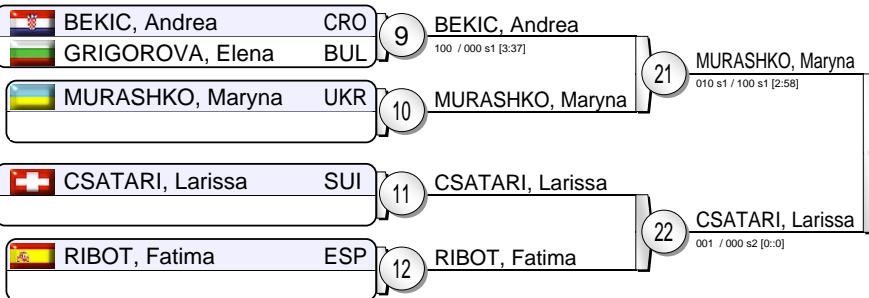 BEKIC, Andrea CRO
GRIGOROVA, Elena BUL
9
BEKIC, Andrea
100 / 000 s1 [3:37]
MURASHKO, Maryna UKR
10
MURASHKO, Maryna
21
MURASHKO, Maryna
010 s1 / 100 s1 [2:58]
CSATARI, Larissa SUI
11
CSATARI, Larissa
RIBOT, Fatima ESP
12
RIBOT, Fatima
22
CSATARI, Larissa
001 / 000 s2 [0::0]